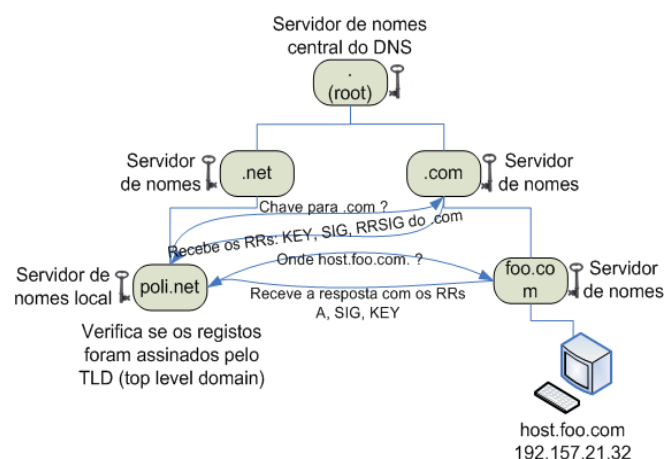 Servidor de nomes
central do DNS
.
(root)
Servidor
de nomes
.net
.com
Servidor
de nomes
Chave para .com ?
Recebe os RRs: KEY, SIG, RRSIG do .com
Servidor de
nomes local
poli.net
Onde host.foo.com. ?
Receve a resposta com os RRs
A, SIG, KEY
foo.co
m
Servidor
de nomes
Verifica se os registos
foram assinados pelo
TLD (top level domain)
host.foo.com
192.157.21.32